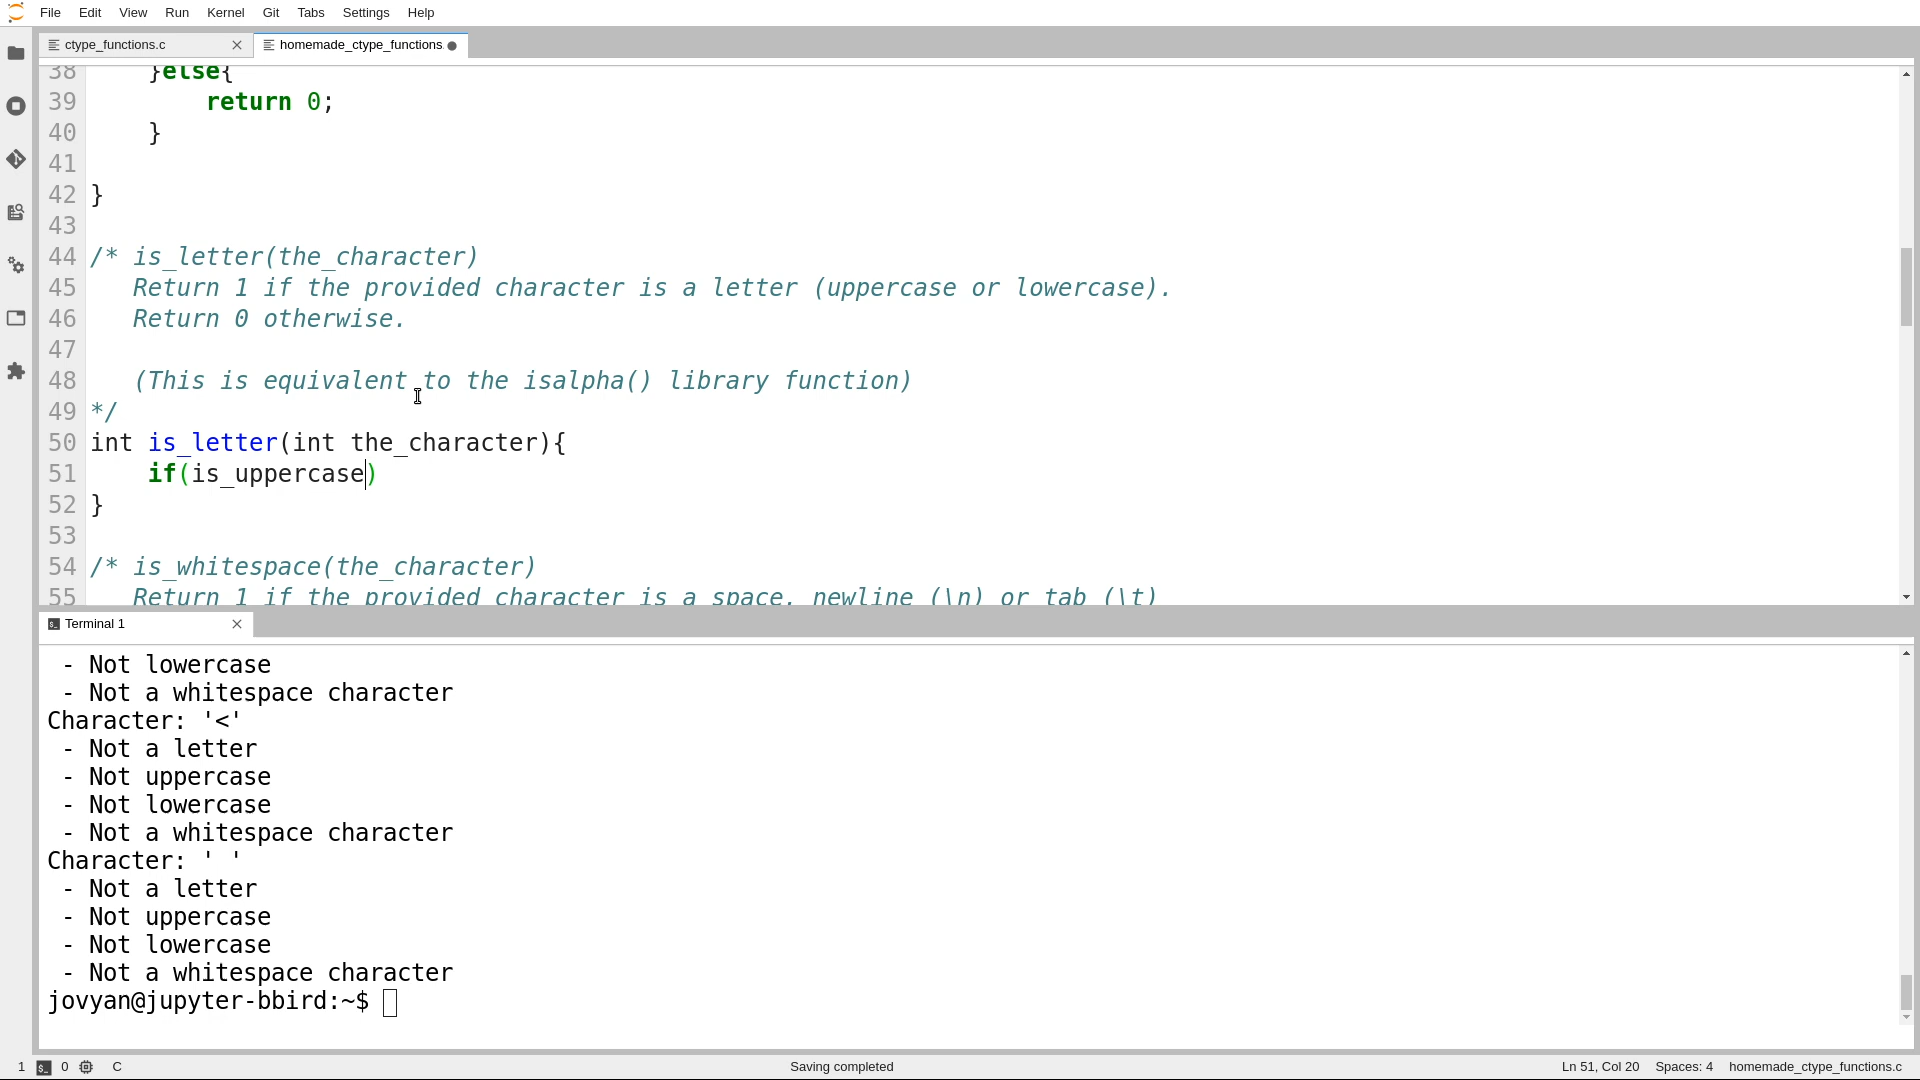 File Edit View Run Kernel Git Tabs Settings Help
ctype_functions.c
homemade_ctype_functions.
38 }else{
39 return 0;
40 }
41
42 }
43
44 /* is_letter(the_character)
45 Return 1 if the provided character is a letter (uppercase or lowercase).
46 Return 0 otherwise.
47
48 (This is equivalent to the isalpha() library function)
49 */
50 int is_letter(int the_character){
51 if(is_uppercase)
52 }
53
54 /* is_whitespace(the_character)
55 Return 1 if the provided character is a space, newline (\n) or tab (\t)
Terminal 1
- Not lowercase
- Not a whitespace character
Character: '<'
- Not a letter
- Not uppercase
- Not lowercase
- Not a whitespace character
Character: ' '
- Not a letter
- Not uppercase
- Not lowercase
- Not a whitespace character
jovyan@jupyter-bbird:~$
1 0 C Saving completed Ln 51, Col 20 Spaces: 4 homemade_ctype_functions.c